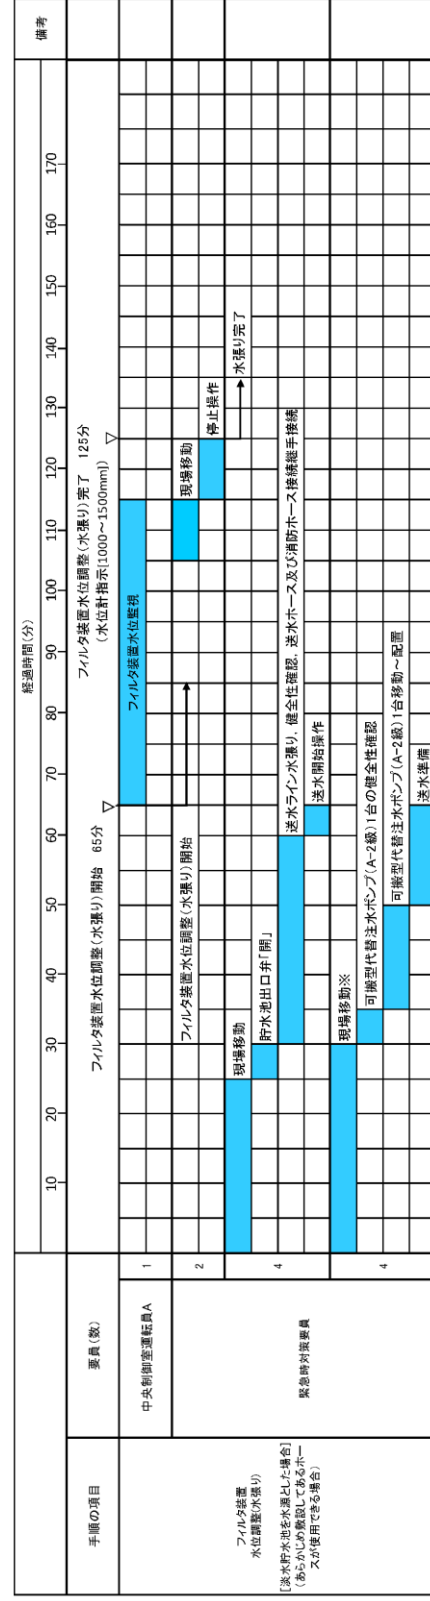 手順の項目
要員(数)
経過時間(分)
備考
10
20
30
40
50
60
70
80
90
100
110
120
130
140
150
160
170
フィルタ装置水位調整(水張り)開始 65分
フィルタ装置水位調整(水張り)完了 125分
(水位計指示[1000~1500mm])
フィルタ装置
水位調整(水張り)
[淡水貯水池を水源とした場合]
(あらかじめ敷設してあるホー
スが使用できる場合)
中央制御室運転員A
1
フィルタ装置水位監視
緊急時対策要員
2
フィルタ装置水位調整(水張り)開始
現場移動
停止操作
4
現場移動
水張り完了
貯水池出口弁「開」
送水ライン水張り,健全性確認,送水ホース及び消防ホース接続継手接続
送水開始操作
4
現場移動※
可搬型代替注水ポンプ(A-2級)1台の健全性確認
可搬型代替注水ポンプ(A-2級)1台移動~配置
送水準備